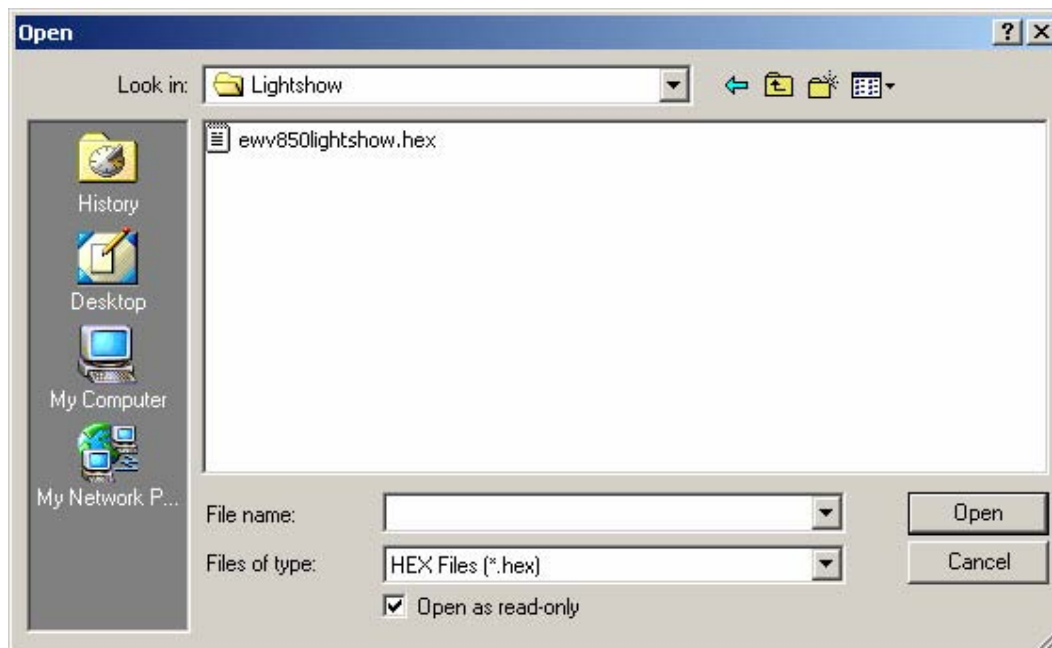 Open
Look in: Lightshow
ewv850lightshow.hex
History
Desktop
My Computer
My Network P...
File name:
Open
Files of type: HEX Files (*.hex)
Cancel
Open as read-only